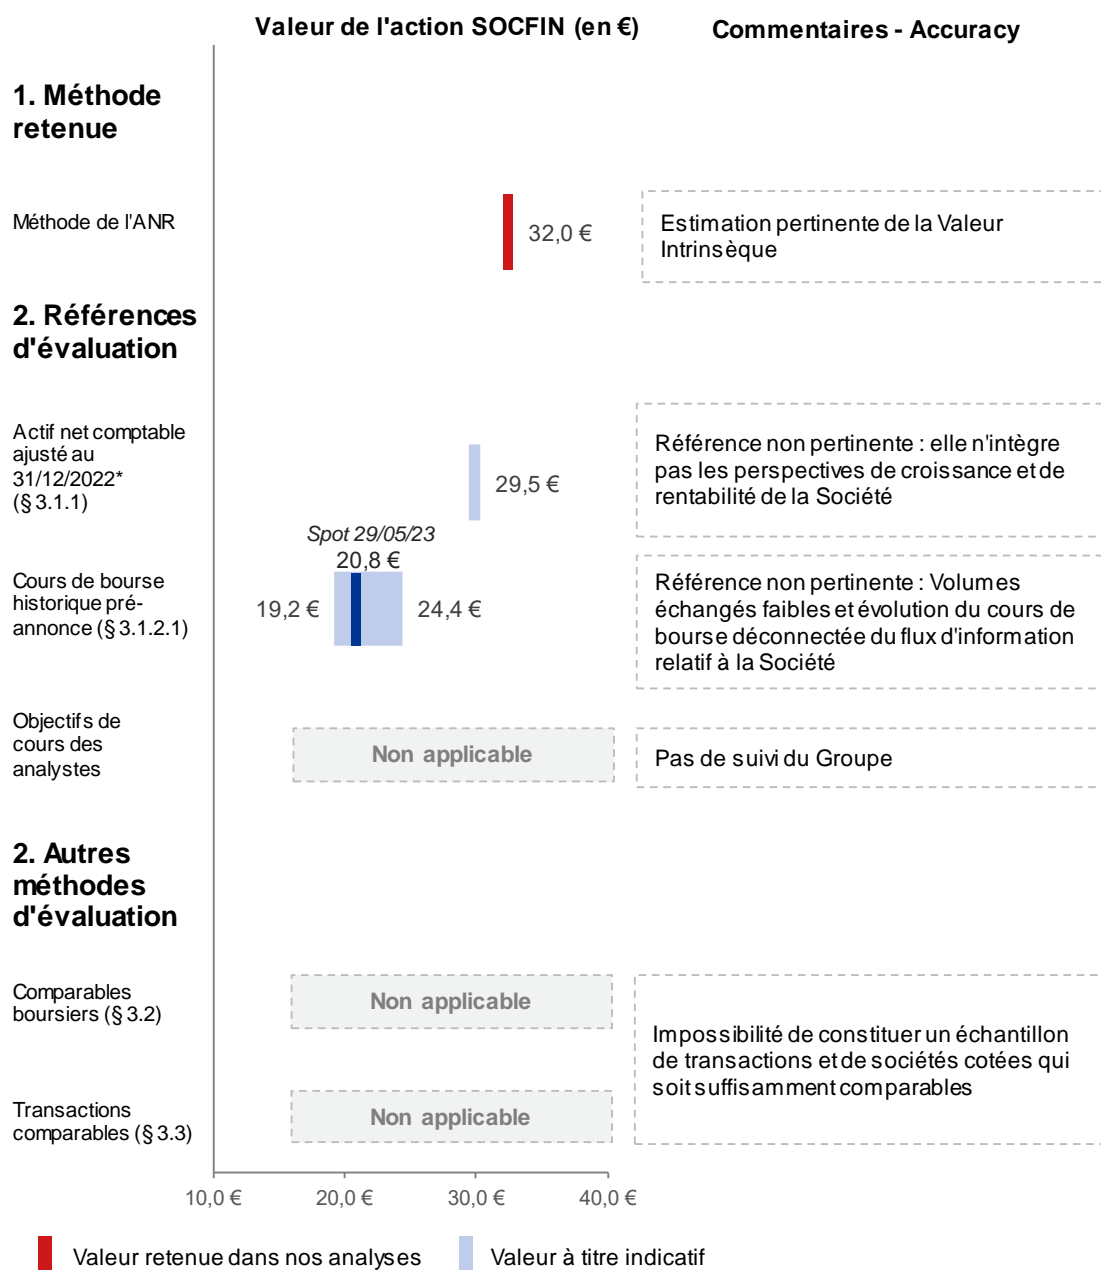 Valeur de l'action SOCFIN (en €)
Commentaires - Accuracy
1. Méthode
retenue
Méthode de l'ANR
32,0 €
Estimation pertinente de la Valeur
Intrinsèque
2. Références
d'évaluation
Actif net comptable
ajusté au
31/12/2022*
(§ 3.1.1)
29,5 €
Référence non pertinente : elle n'intègre
pas les perspectives de croissance et de
rentabilité de la Société
Spot 29/05/23
20,8 €
Cours de bourse
historique pré-
annonce (§ 3.1.2.1)
19,2 €
24,4 €
Référence non pertinente : Volumes
échangés faibles et évolution du cours de
bourse déconnectée du flux d'information
relatif à la Société
Objectifs de
cours des
analystes
Non applicable
Pas de suivi du Groupe
2. Autres
méthodes
d'évaluation
Comparables
boursiers (§ 3.2)
Non applicable
Impossibilité de constituer un échantillon
de transactions et de sociétés cotées qui
soit suffisamment comparables
Transactions
comparables (§ 3.3)
Non applicable
10,0 €
20,0 €
30,0 €
40,0 €
Valeur retenue dans nos analyses
Valeur à titre indicatif